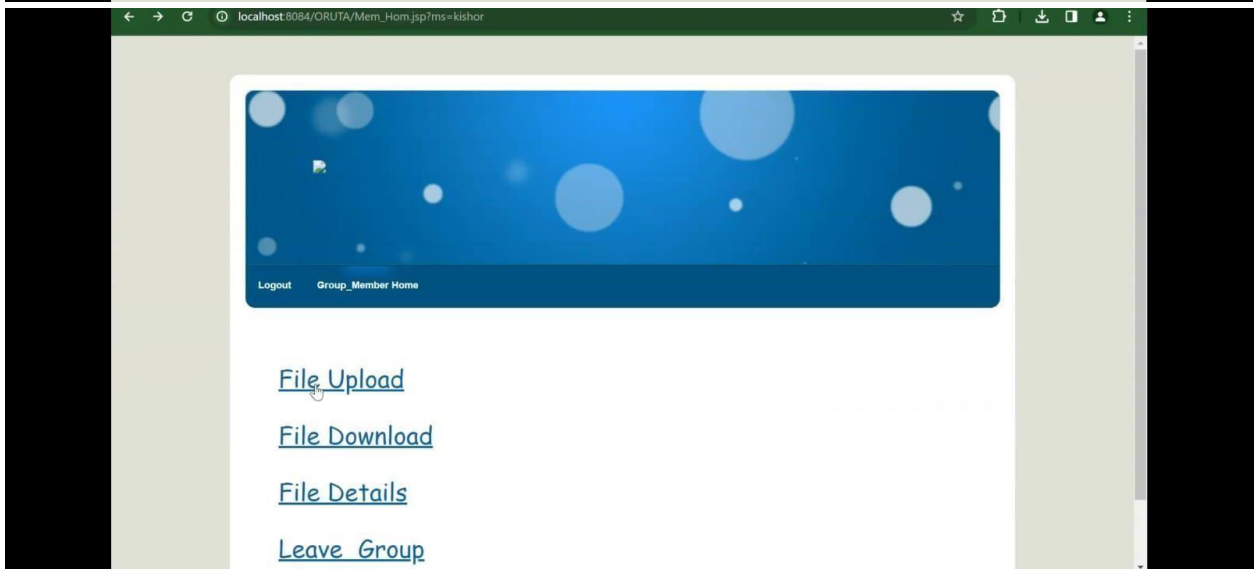 localhost:8084/ORUTA/Mem_Hom.jsp?ms=kishor
Logout Group_Member Home
File Upload
File Download
File Details
Leave Group